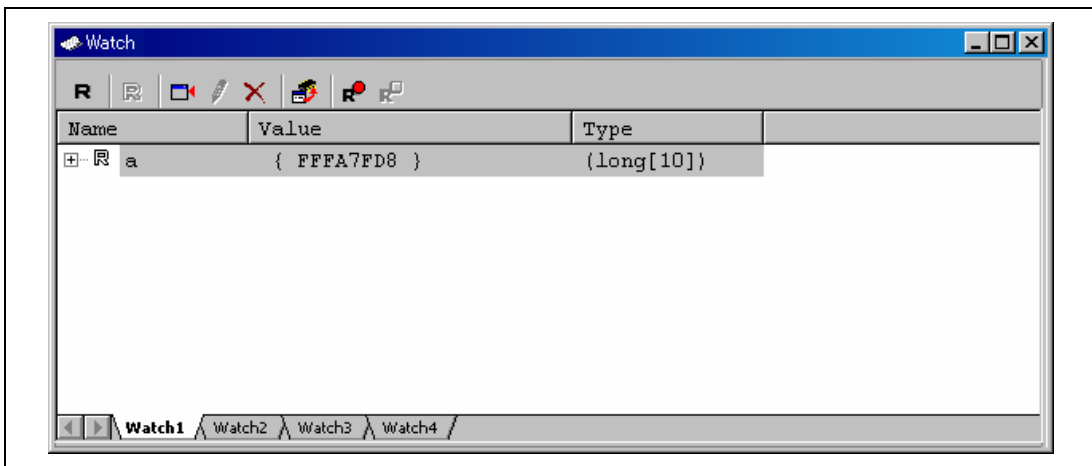 Watch
R R R R
Name Value Type
R a { FFFA7FD8 } (long[10])
Watch1 Watch2 Watch3 Watch4